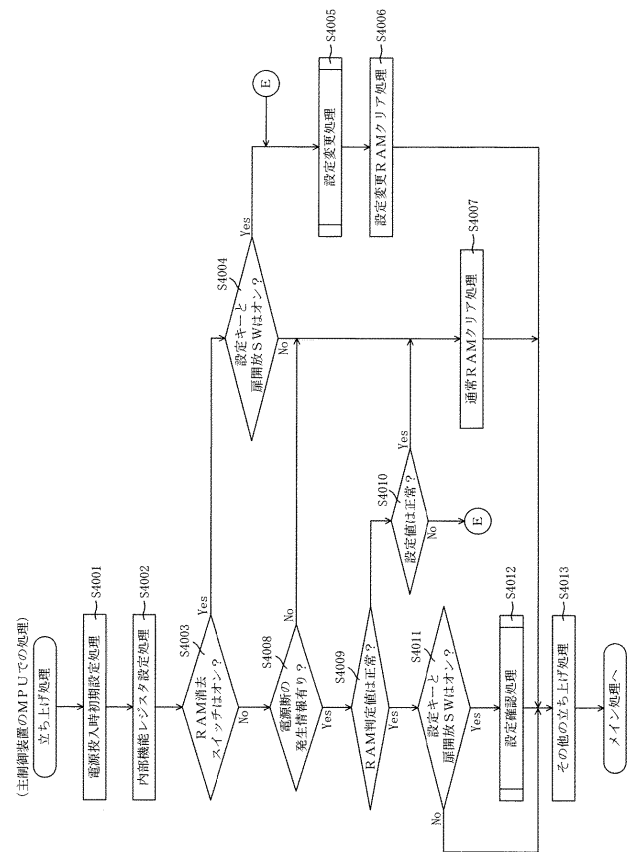 (主制御装置のMPUでの処理)
立ち上げ処理
電源投入時初期設定処理
S4001
内部機能レジスタ設定処理
S4002
RAM消去
スイッチはオン?
S4003
Yes
No
設定キーと
扉開放SWはオン?
S4004
Yes
No
E
設定変更処理
S4005
設定変更RAMクリア処理
S4006
通常RAMクリア処理
S4007
電源断の
発生情報有り?
S4008
No
Yes
RAM判定値は正常?
S4009
Yes
設定値は正常?
S4010
Yes
No
E
設定キーと
扉開放SWはオン?
S4011
No
Yes
設定確認処理
S4012
その他の立ち上げ処理
S4013
メイン処理へ